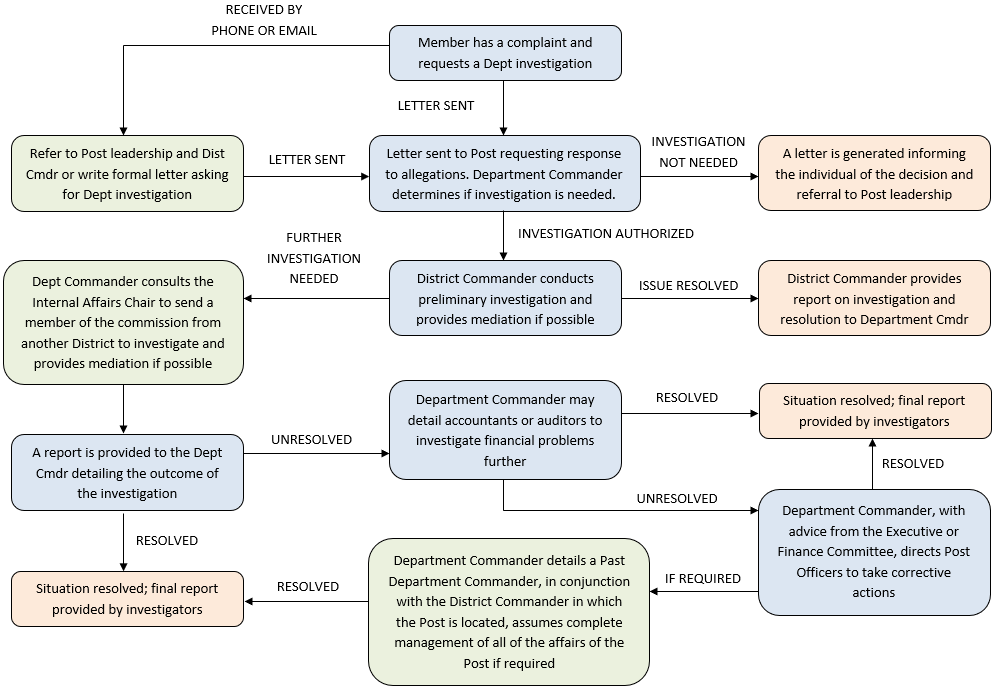 RECEIVED BY
PHONE OR EMAIL
Member has a complaint and
requests a Dept investigation
LETTER SENT
Refer to Post leadership and Dist
Cmdr or write formal letter asking
for Dept investigation
LETTER SENT
Letter sent to Post requesting response
to allegations. Department Commander
determines if investigation is needed.
INVESTIGATION
NOT NEEDED
A letter is generated informing
the individual of the decision and
referral to Post leadership
INVESTIGATION AUTHORIZED
FURTHER
INVESTIGATION
NEEDED
Dept Commander consults the
Internal Affairs Chair to send a
member of the commission from
another District to investigate and
provides mediation if possible
District Commander conducts
preliminary investigation and
provides mediation if possible
ISSUE RESOLVED
District Commander provides
report on investigation and
resolution to Department Cmdr
A report is provided to the Dept
Cmdr detailing the outcome of
the investigation
UNRESOLVED
Department Commander may
detail accountants or auditors to
investigate financial problems
further
RESOLVED
Situation resolved; final report
provided by investigators
RESOLVED
UNRESOLVED
Department Commander, with
advice from the Executive or
Finance Committee, directs Post
Officers to take corrective
actions
RESOLVED
Situation resolved; final report
provided by investigators
RESOLVED
Department Commander details a Past
Department Commander, in conjunction
with the District Commander in which
the Post is located, assumes complete
management of all of the affairs of the
Post if required
IF REQUIRED